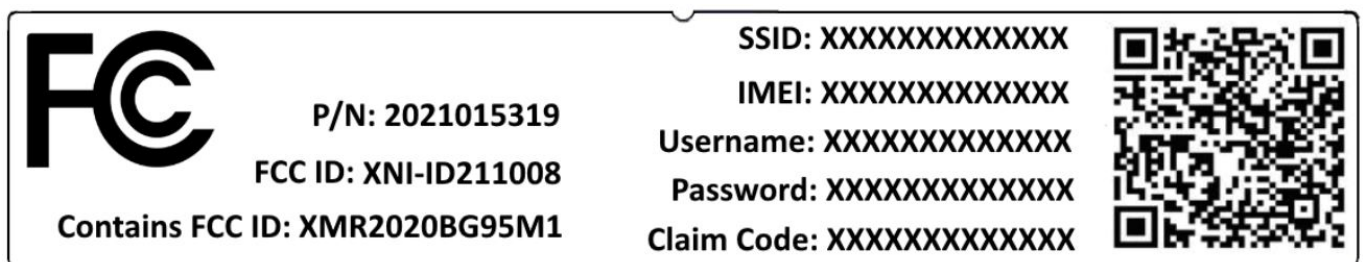 FC
P/N: 2021015319
FCC ID: XNI-ID211008
Contains FCC ID: XMR2020BG95M1
SSID: XXXXXXXXXXXXX
IMEI: XXXXXXXXXXXXX
Username: XXXXXXXXXXXXX
Password: XXXXXXXXXXXXX
Claim Code: XXXXXXXXXXXXX